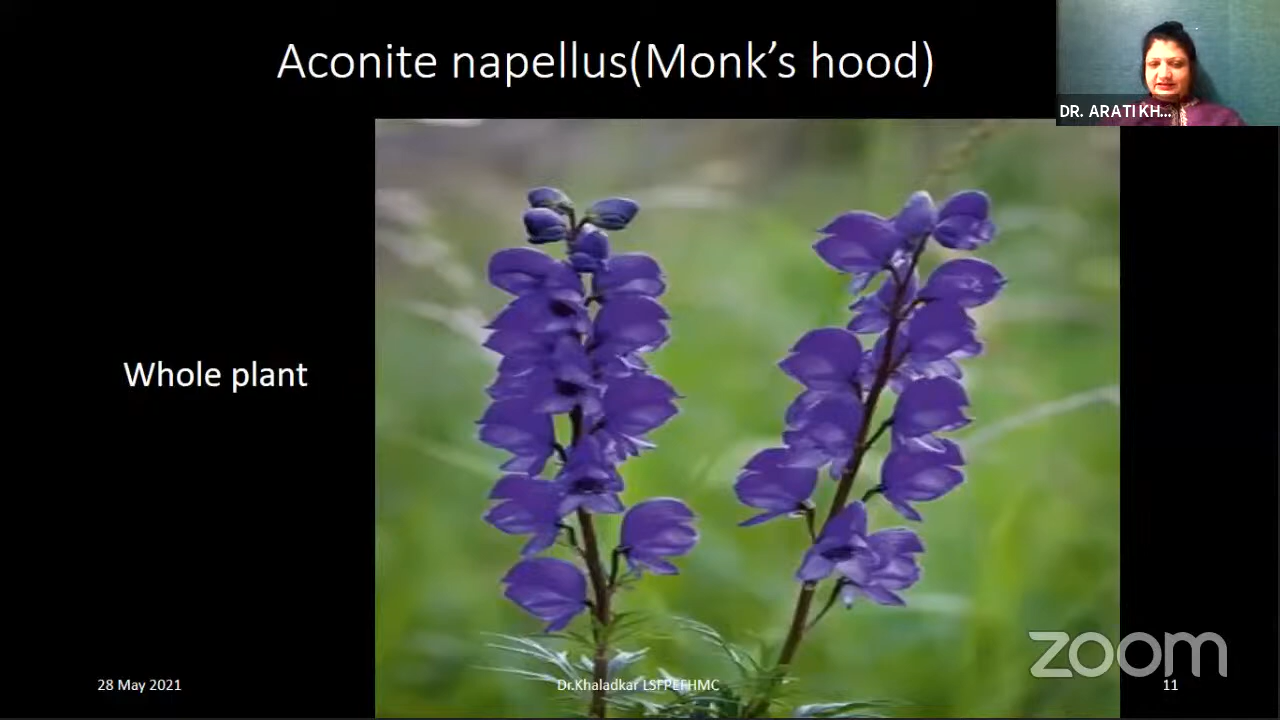 Aconite napellus(Monk’s hood)
DR. ARATI KH...
Whole plant
zoom
28 May 2021
Dr.Khaladkar LSFPEFHMC
11